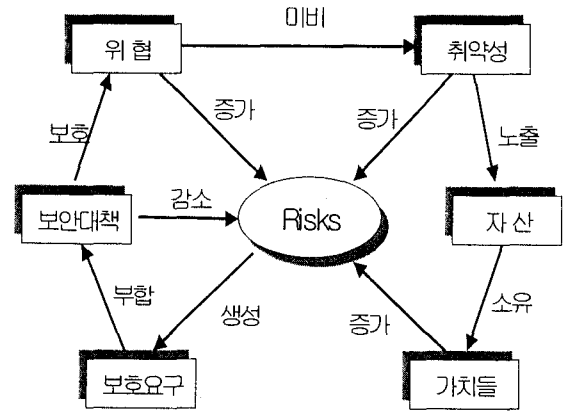 미비
위 협
취약성
증가
증가
보호
노출
감소
보안대책
Risks
자 산
부합
생성
증가
소유
보호요구
가치들